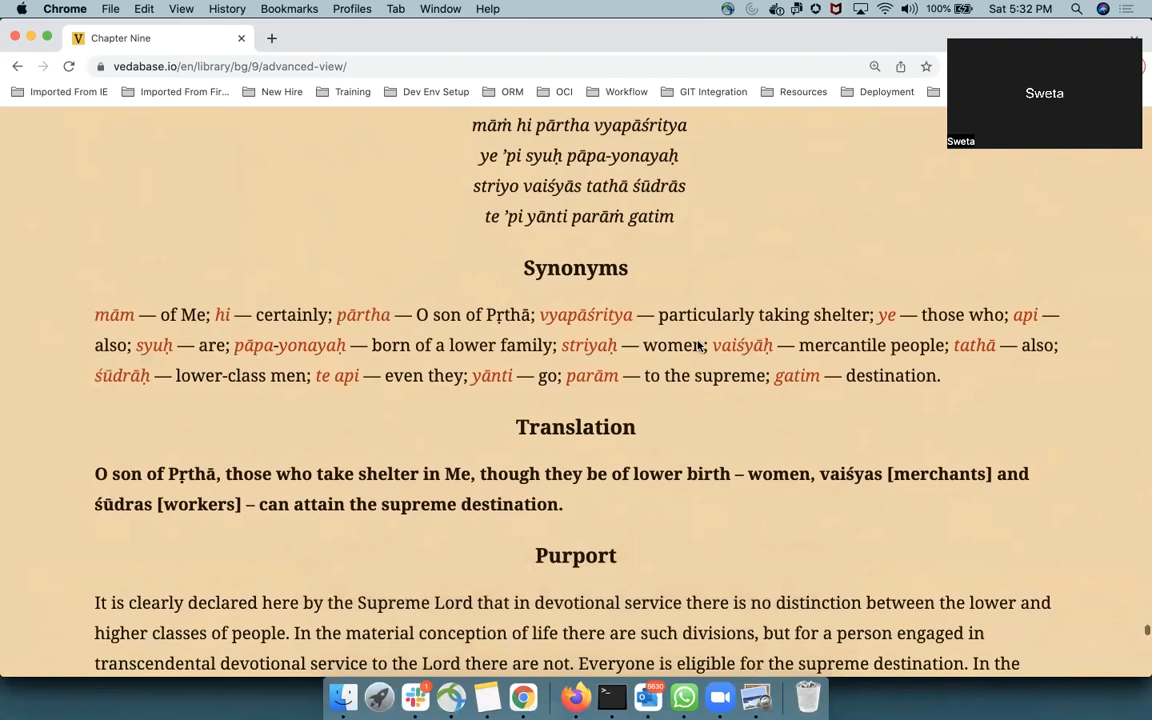 Chrome File Edit View History Bookmarks Profiles Tab Window Help 100% Sat 5:32 PM
Chapter Nine
vedabase.io/en/library/bg/9/advanced-view/
Imported From IE Imported From Fir... New Hire Training Dev Env Setup ORM OCI Workflow GIT Integration Resources Deployment
Sweta
Sweta
māṁ hi pārtha vyapāśritya
ye ’pi syuḥ pāpa-yonayaḥ
striyo vaiśyās tathā śūdrās
te ’pi yānti parāṁ gatim
Synonyms
mām — of Me; hi — certainly; pārtha — O son of Pṛthā; vyapāśritya — particularly taking shelter; ye — those who; api —
also; syuḥ — are; pāpa-yonayaḥ — born of a lower family; striyaḥ — women; vaiśyāḥ — mercantile people; tathā — also;
śūdrāḥ — lower-class men; te api — even they; yānti — go; parām — to the supreme; gatim — destination.
Translation
O son of Pṛthā, those who take shelter in Me, though they be of lower birth – women, vaiśyas [merchants] and
śūdras [workers] – can attain the supreme destination.
Purport
It is clearly declared here by the Supreme Lord that in devotional service there is no distinction between the lower and
higher classes of people. In the material conception of life there are such divisions, but for a person engaged in
transcendental devotional service to the Lord there are not. Everyone is eligible for the supreme destination. In the
1
6630